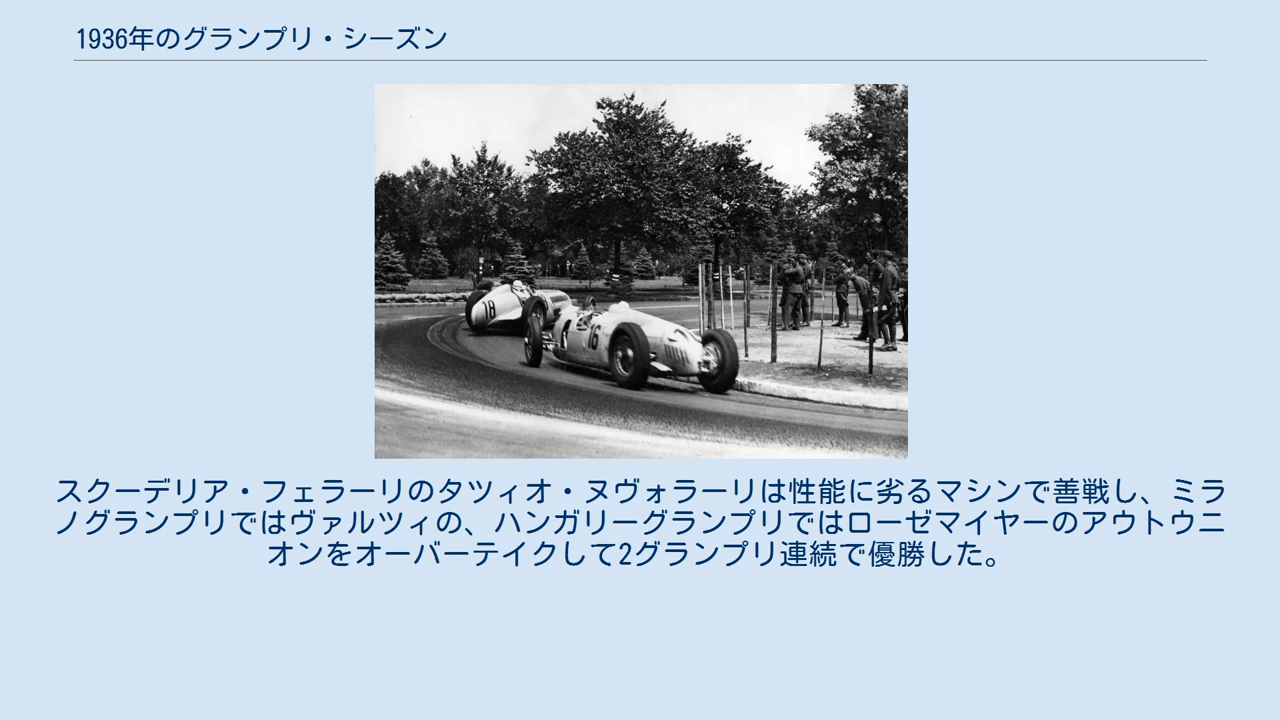 1936年のグランプリ・シーズン
18
16
スクーデリア・フェラーリのタツィオ・ヌヴォラーリは性能に劣るマシンで善戦し、ミラ
ノグランプリではヴァルツィの、ハンガリーグランプリではローゼマイヤーのアウトウニ
オンをオーバーテイクして2グランプリ連続で優勝した。